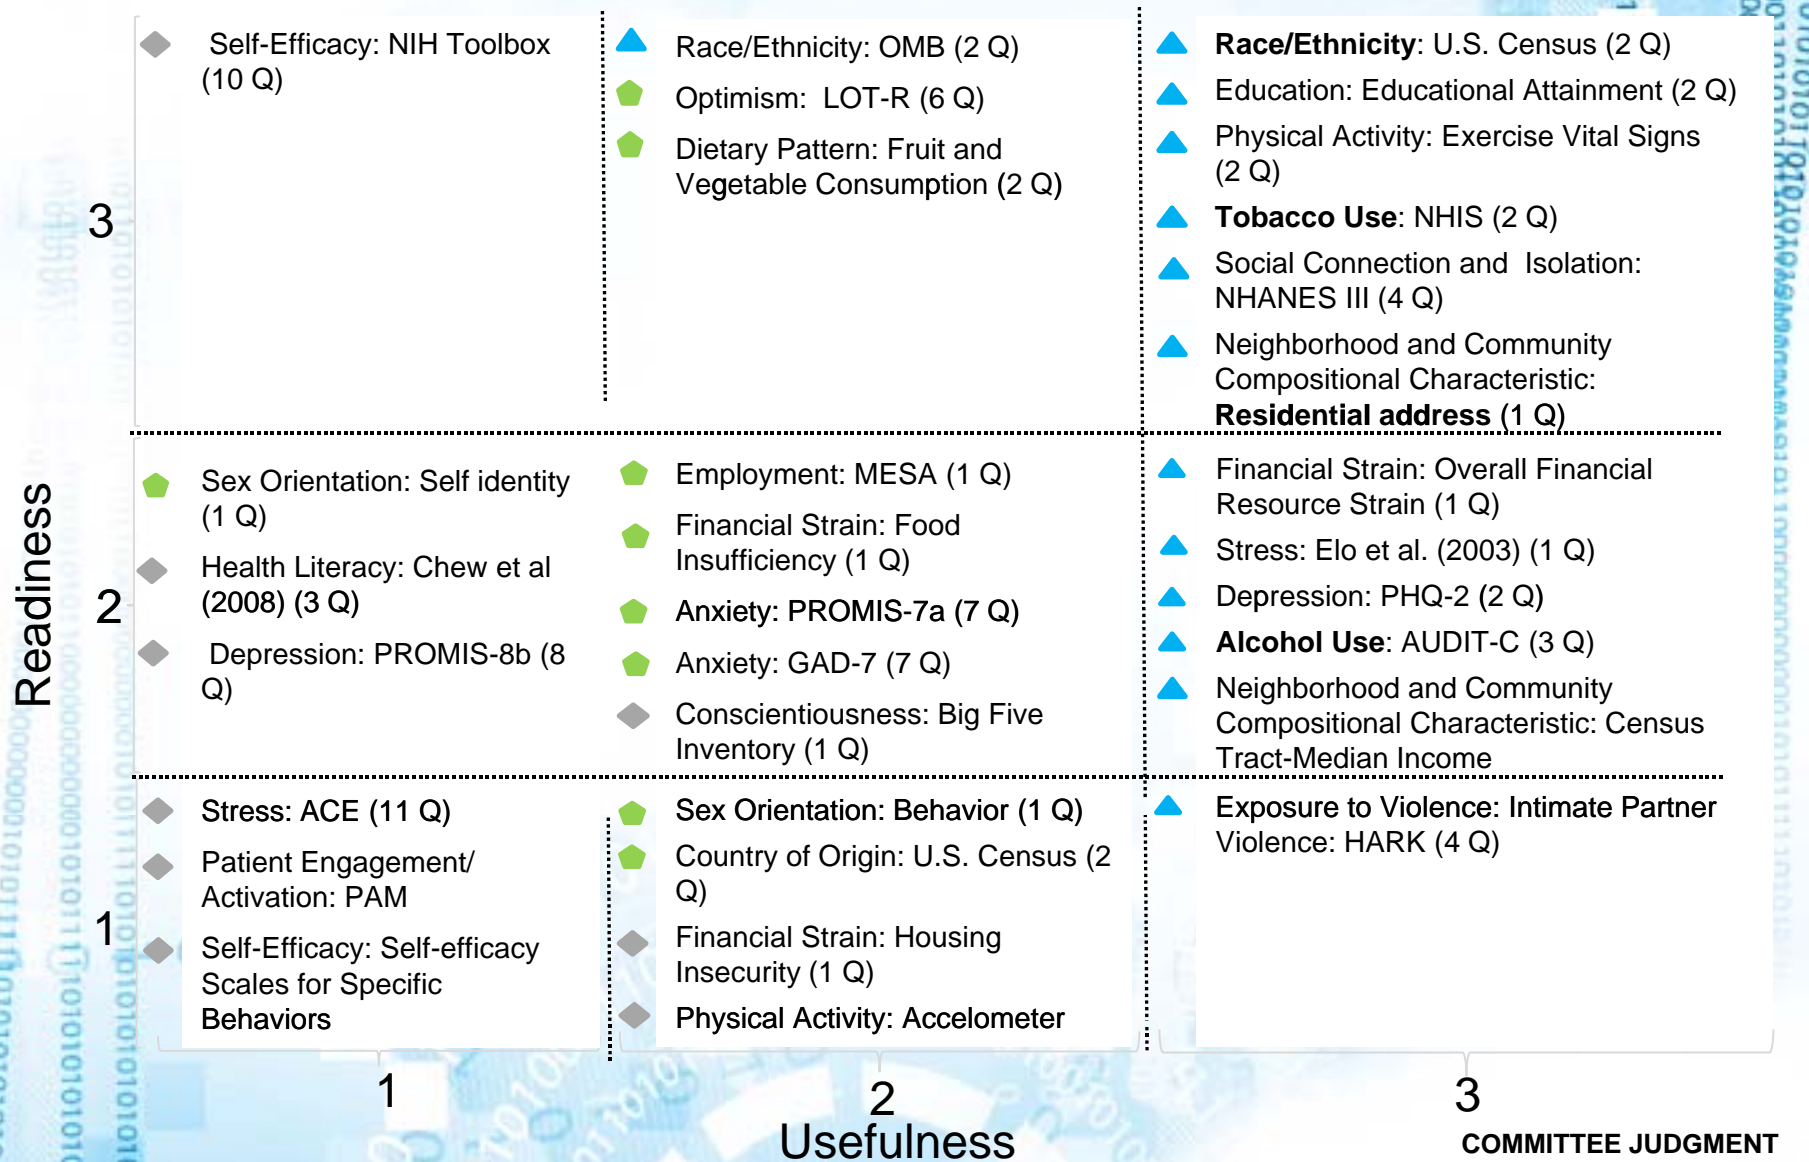 Self-Efficacy: NIH Toolbox
(10 Q)
Race/Ethnicity: OMB (2 Q)
Optimism: LOT-R (6 Q)
Dietary Pattern: Fruit and
Vegetable Consumption (2 Q)
Race/Ethnicity: U.S. Census (2 Q)
Education: Educational Attainment (2 Q)
Physical Activity: Exercise Vital Signs
(2 Q)
Tobacco Use: NHIS (2 Q)
Social Connection and Isolation:
NHANES III (4 Q)
Neighborhood and Community
Compositional Characteristic:
Residential address (1 Q)
3
Readiness
Sex Orientation: Self identity
(1 Q)
Health Literacy: Chew et al
(2008) (3 Q)
Depression: PROMIS-8b (8
Q)
Employment: MESA (1 Q)
Financial Strain: Food
Insufficiency (1 Q)
Anxiety: PROMIS-7a (7 Q)
Anxiety: GAD-7 (7 Q)
Conscientiousness: Big Five
Inventory (1 Q)
Financial Strain: Overall Financial
Resource Strain (1 Q)
Stress: Elo et al. (2003) (1 Q)
Depression: PHQ-2 (2 Q)
Alcohol Use: AUDIT-C (3 Q)
Neighborhood and Community
Compositional Characteristic: Census
Tract-Median Income
2
Stress: ACE (11 Q)
Patient Engagement/
Activation: PAM
Self-Efficacy: Self-efficacy
Scales for Specific
Behaviors
Sex Orientation: Behavior (1 Q)
Country of Origin: U.S. Census (2
Q)
Financial Strain: Housing
Insecurity (1 Q)
Physical Activity: Accelometer
Exposure to Violence: Intimate Partner
Violence: HARK (4 Q)
1
1
2
3
Usefulness
COMMITTEE JUDGMENT